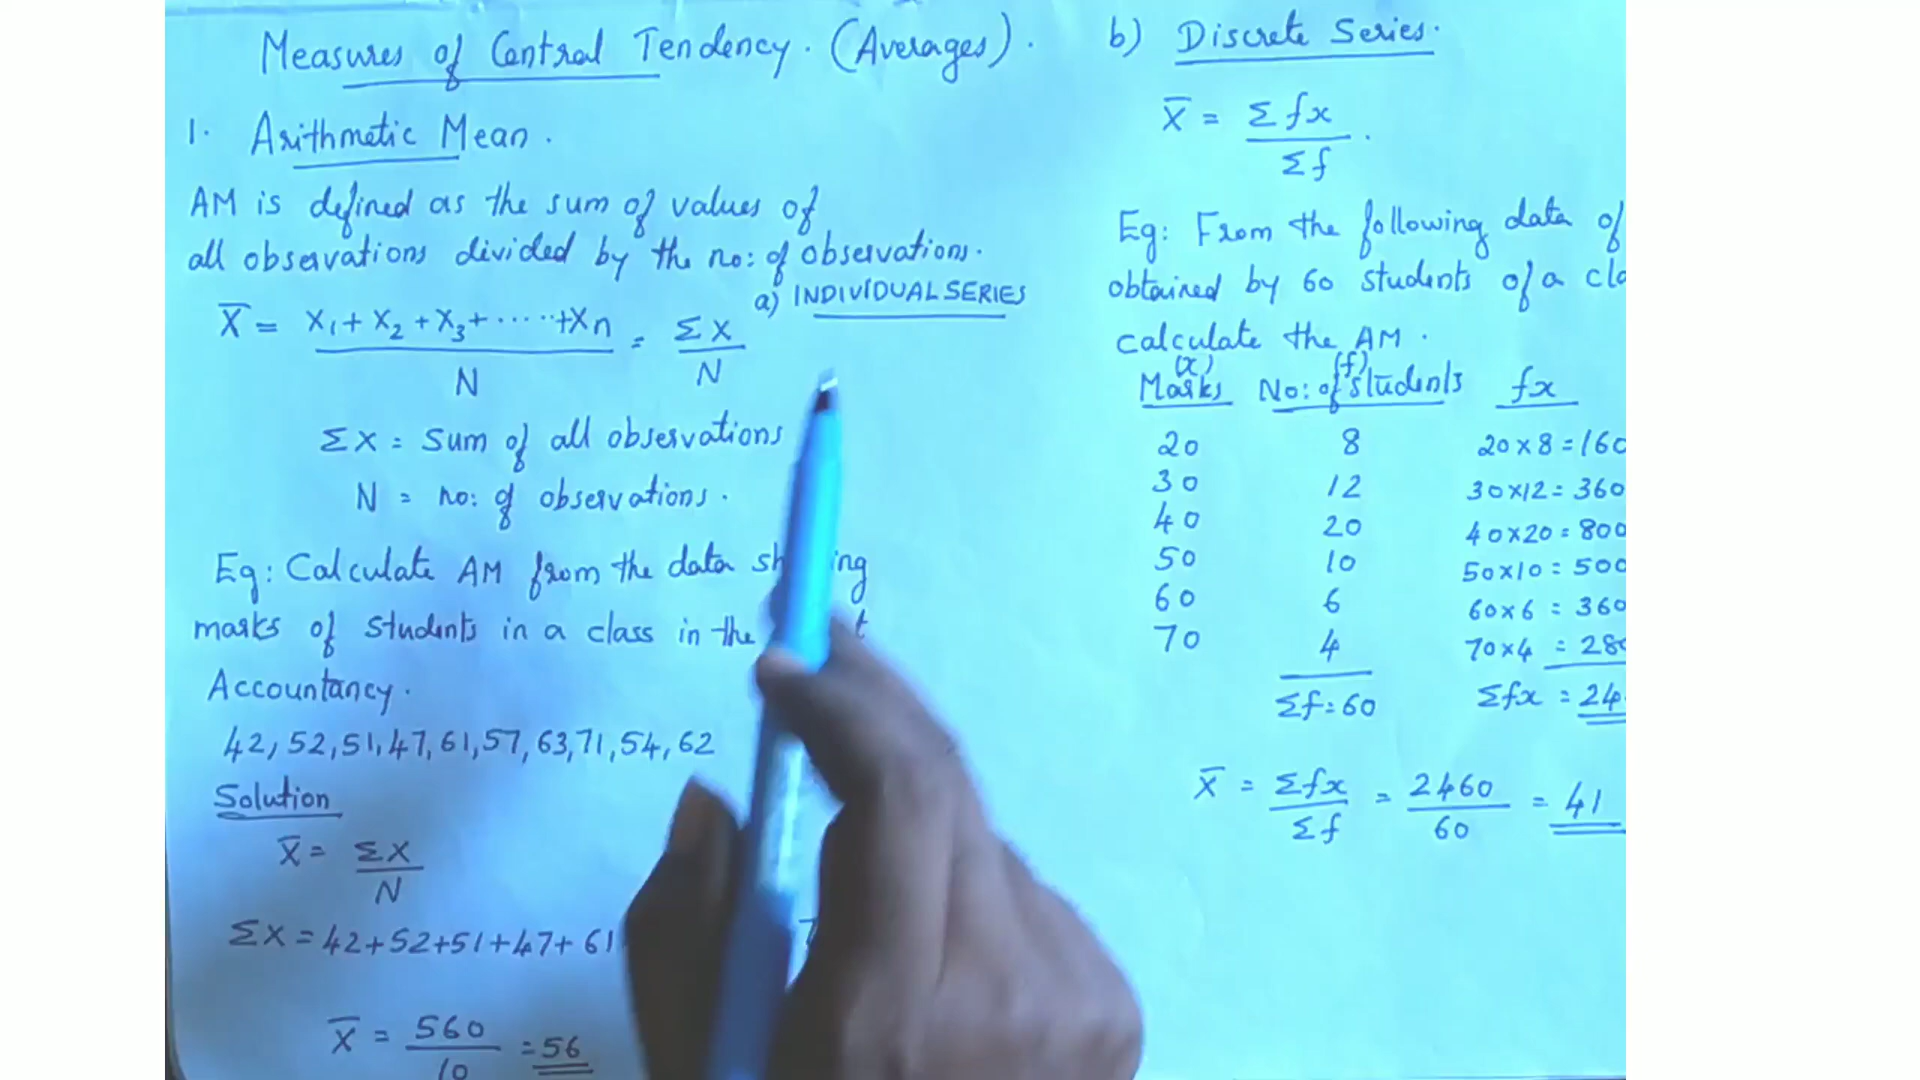 Measures of Central Tendency. (Averages).
1. Arithmetic Mean.
AM is defined as the sum of values of
all observations divided by the no: of observations.
a) INDIVIDUAL SERIES
X̄ = X₁ + X₂ + X₃ + ..... + Xn / N = ΣX / N
ΣX = Sum of all observations
N = no: of observations.
Eg: Calculate AM from the data
marks of students in a class in the
Accountancy.
42, 52, 51, 47, 61, 57, 63, 71, 54, 62
Solution
X̄ = ΣX / N
ΣX = 42+52+51+47+61
X̄ = 560 / 10 = 56
b) Discrete Series.
X̄ = Σfx / Σf .
Eg: From the following data of
obtained by 60 students of a
calculate the AM.
(x) (f)
Marks No: of students fx
20 8 20×8=160
30 12 30×12=360
40 20 40×20=800
50 10 50×10=500
60 6 60×6=360
70 4 70×4=28
Σf=60 Σfx=24
X̄ = Σfx / Σf = 2460 / 60 = 41